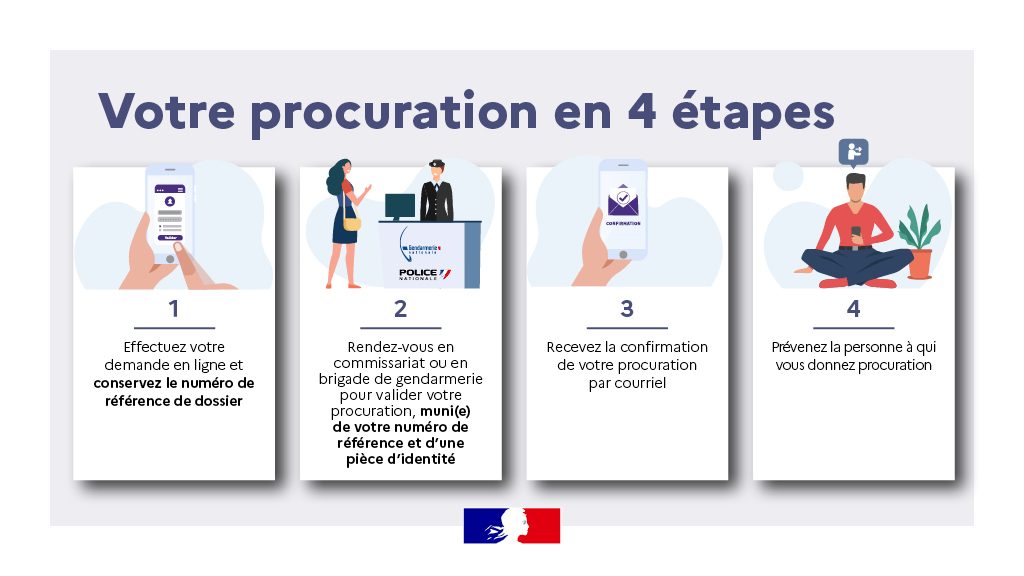 Votre procuration en 4 étapes
Valider
Gendarmerie
nationale
POLICE
NATIONALE
CONFIRMATION
1
Effectuez votre
demande en ligne et
conservez le numéro de
référence de dossier
2
Rendez-vous en
commissariat ou en
brigade de gendarmerie
pour valider votre
procuration, muni(e)
de votre numéro de
référence et d’une
pièce d’identité
3
Recevez la confirmation
de votre procuration
par courriel
4
Prévenez la personne à qui
vous donnez procuration